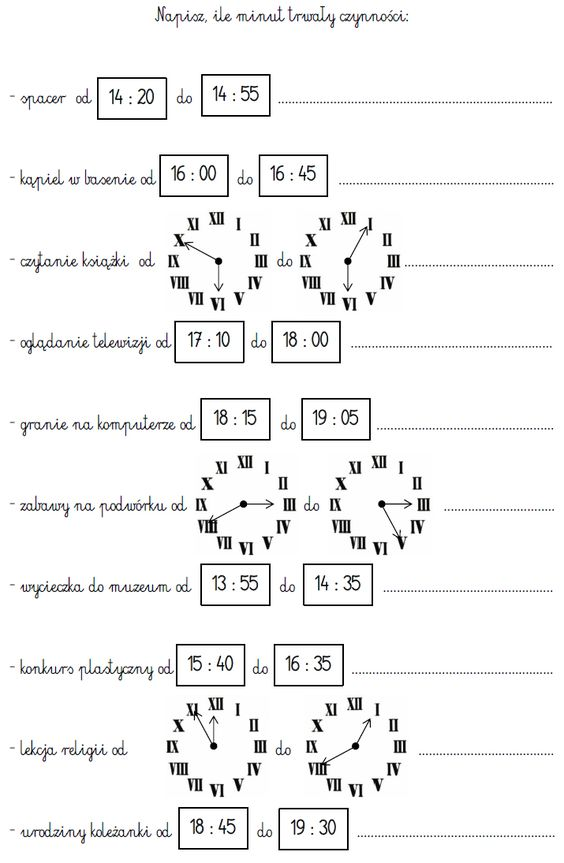 Napisz, ile minut trwały czynności:
- spacer od 14 : 20 do 14 : 55 ..................................................
- kąpiel w basenie od 16 : 00 do 16 : 45 ..................................................
XII I II III IV V VI VII VIII IX X XI XII I II III IV V VI VII VIII IX X XI
- czytanie książki od do ..................................................
- oglądanie telewizji od 17 : 10 do 18 : 00 ..................................................
- granie na komputerze od 18 : 15 do 19 : 05 ..................................................
XII I II III IV V VI VII VIII IX X XI XII I II III IV V VI VII VIII IX X XI
- zabawy na podwórku od do ..................................................
- wycieczka do muzeum od 13 : 55 do 14 : 35 ..................................................
- konkurs plastyczny od 15 : 40 do 16 : 35 ..................................................
XII I II III IV V VI VII VIII IX X XI XII I II III IV V VI VII VIII IX X XI
- lekcja religii od do ..................................................
- urodziny koleżanki od 18 : 45 do 19 : 30 ..................................................